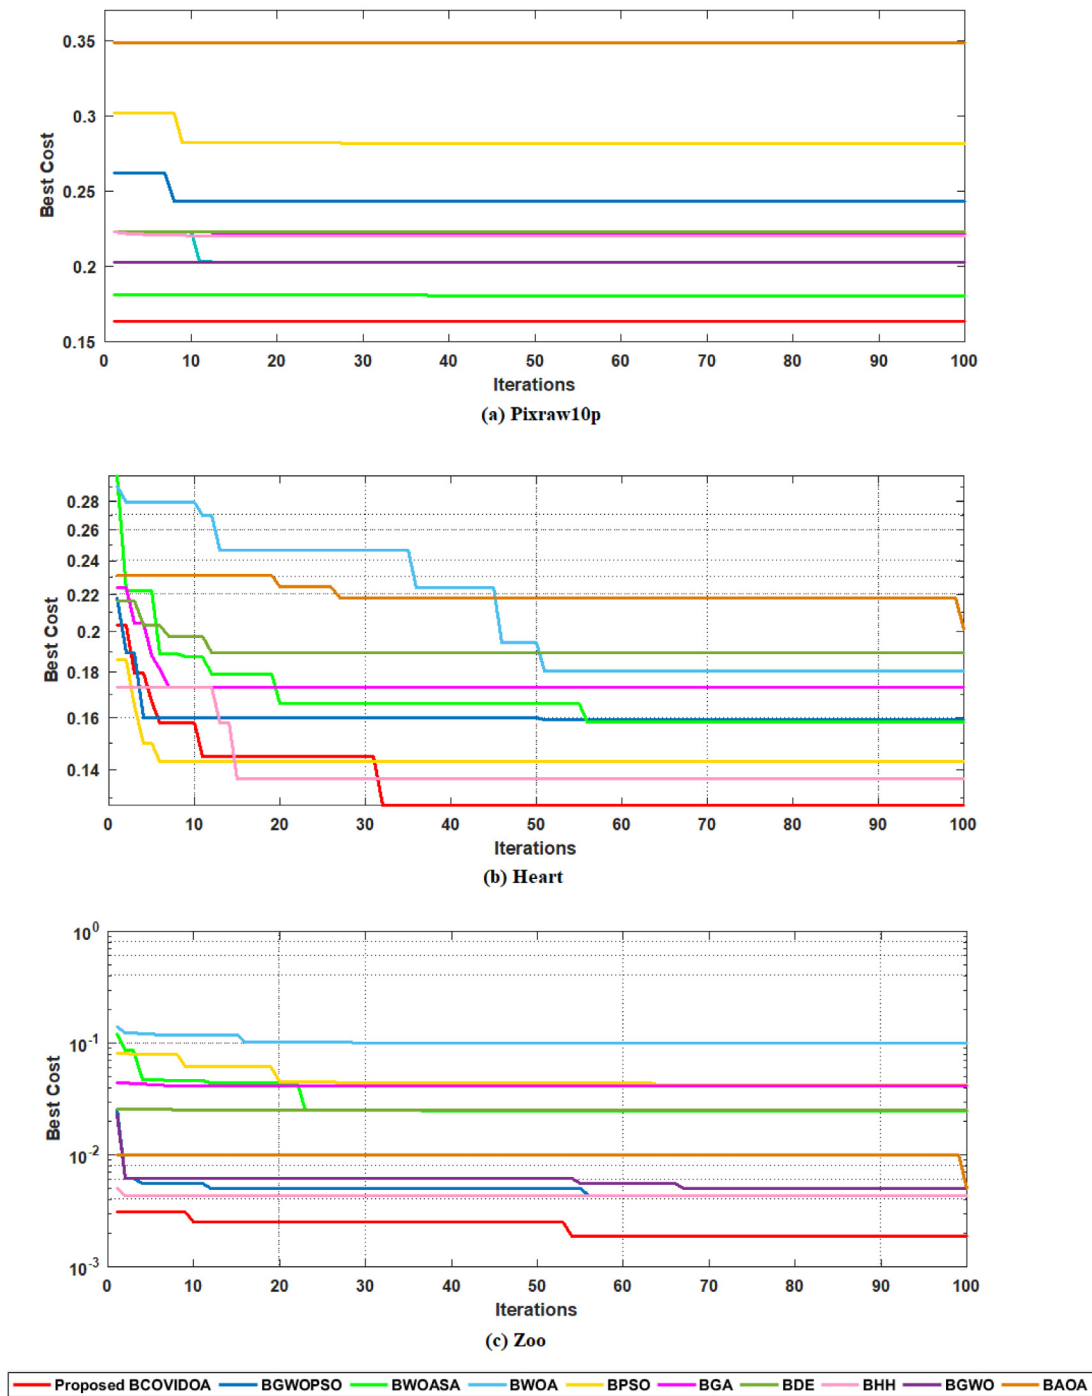 0.35
0.3
0.25
0.2
0.15
Best Cost
0 10 20 30 40 50 60 70 80 90 100
Iterations
(a) Pixraw10p
0.28
0.26
0.24
0.22
0.2
0.18
0.16
0.14
Best Cost
0 10 20 30 40 50 60 70 80 90 100
Iterations
(b) Heart
10^0
10^-1
10^-2
10^-3
Best Cost
0 10 20 30 40 50 60 70 80 90 100
Iterations
(c) Zoo
Proposed BCOVIDOA BGWOPSO BWOASA BWOA BPSO BGA BDE BHH BGWO BAOA